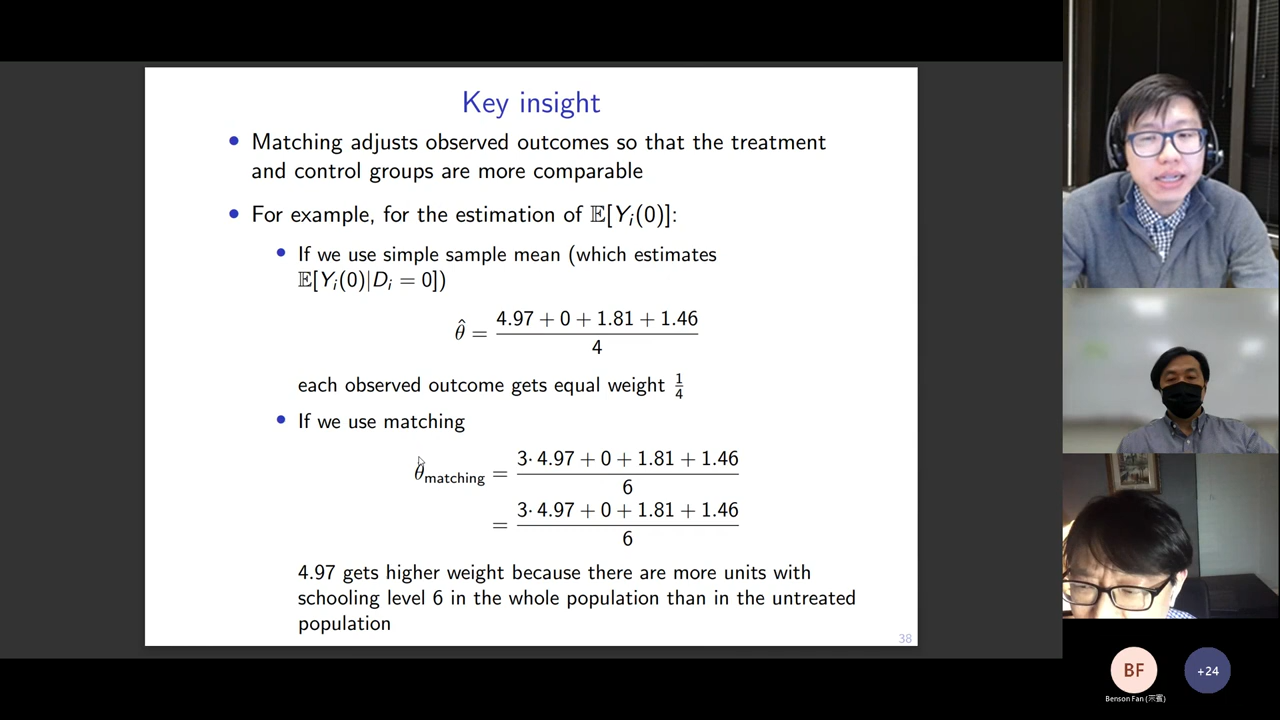 Key insight
Matching adjusts observed outcomes so that the treatment
and control groups are more comparable
For example, for the estimation of 𝔼[Y_i(0)]:
If we use simple sample mean (which estimates
𝔼[Y_i(0)|D_i = 0])
θ̂ = (4.97 + 0 + 1.81 + 1.46)/4
each observed outcome gets equal weight 1/4
If we use matching
θ̂_matching = (3· 4.97 + 0 + 1.81 + 1.46)/6
= (3· 4.97 + 0 + 1.81 + 1.46)/6
4.97 gets higher weight because there are more units with
schooling level 6 in the whole population than in the untreated
population
38
BF
+24
Benson Fan